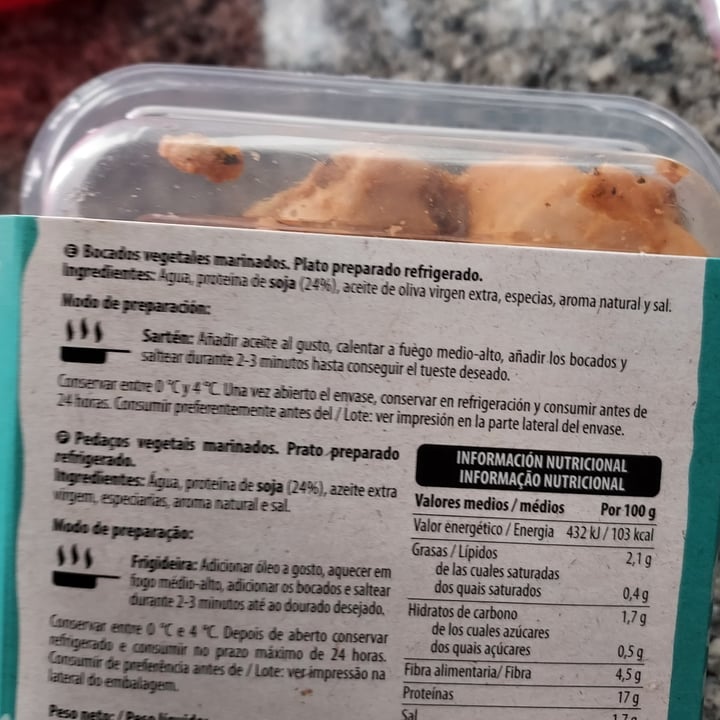 E Bocados vegetales marinados. Plato preparado refrigerado.
Ingredientes: Agua, proteína de soja (24%), aceite de oliva virgen extra, especias, aroma natural y sal.
Modo de preparación:
Sartén: Añadir aceite al gusto, calentar a fuego medio-alto, añadir los bocados y
saltear durante 2-3 minutos hasta conseguir el tueste deseado.
Conservar entre 0 °C y 4 °C. Una vez abierto el envase, conservar en refrigeración y consumir antes de
24 horas. Consumir preferentemente antes del / Lote: ver impresión en la parte lateral del envase.
P Pedaços vegetais marinados. Prato preparado
refrigerado.
Ingredientes: Água, proteína de soja (24%), azeite extra
virgem, especiarias, aroma natural e sal.
Modo de preparação:
Frigideira: Adicionar óleo a gosto, aquecer em
fogo médio-alto, adicionar os bocados e saltear
durante 2-3 minutos até ao dourado desejado.
Conservar entre 0 °C e 4 °C. Depois de aberto conservar
refrigerado e consumir no prazo máximo de 24 horas.
Consumir de preferência antes de / Lote: ver impressão na
lateral do embalagem.
Peso neto: / Peso líquido:
INFORMACIÓN NUTRICIONAL
INFORMAÇÃO NUTRICIONAL
Valores medios / médios Por 100 g
Valor energético / Energia 432 kJ / 103 kcal
Grasas / Lípidos 2,1 g
de las cuales saturadas
dos quais saturados 0,4 g
Hidratos de carbono 1,7 g
de los cuales azúcares
dos quais açúcares 0,5 g
Fibra alimentaria/ Fibra 4,5 g
Proteínas 17 g
Sal 1,7 g